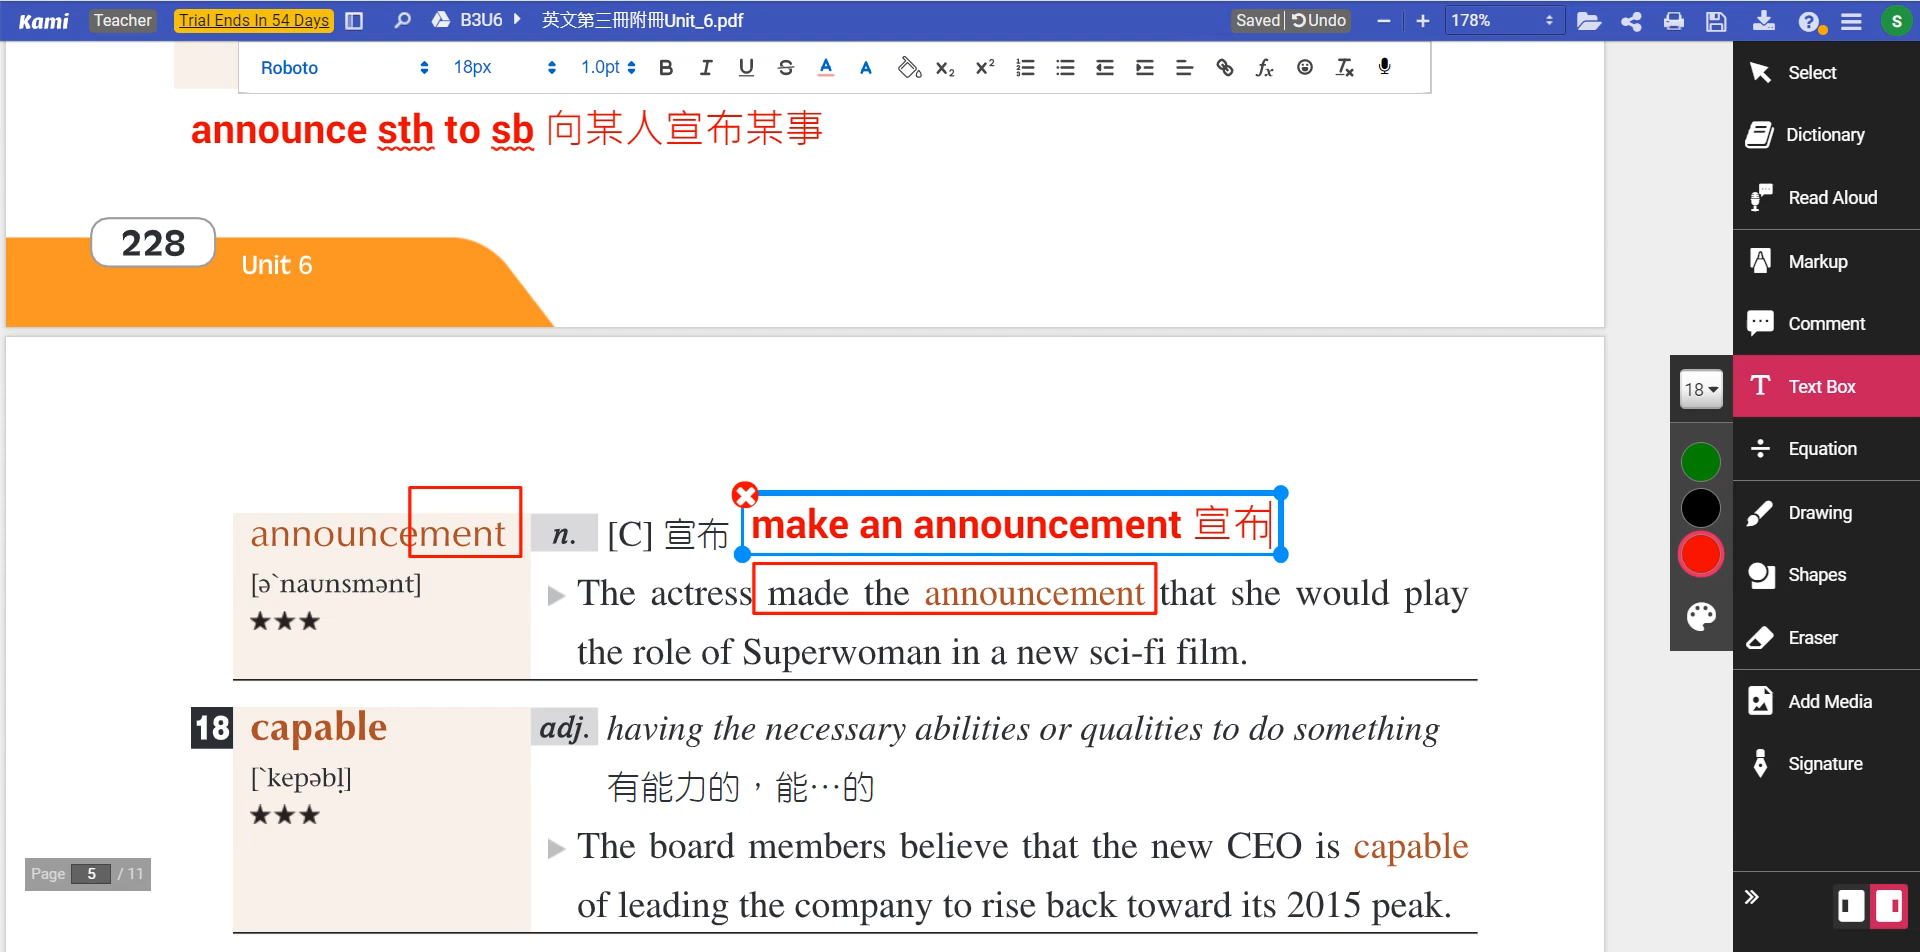 Kami Teacher Trial Ends In 54 Days B3U6 英文第三冊附冊Unit_6.pdf Saved Undo 178% S
Roboto 18px 1.0pt
announce sth to sb 向某人宣布某事
228
Unit 6
announcement n. [C] 宣布 make an announcement 宣布
[əˋnaʊnsmənt]
★★★
The actress made the announcement that she would play
the role of Superwoman in a new sci-fi film.
18 capable adj. having the necessary abilities or qualities to do something
[ˋkepəbl̩]
★★★
有能力的，能…的
The board members believe that the new CEO is capable
of leading the company to rise back toward its 2015 peak.
Page 5 / 11
18
Select
Dictionary
Read Aloud
Markup
Comment
Text Box
Equation
Drawing
Shapes
Eraser
Add Media
Signature